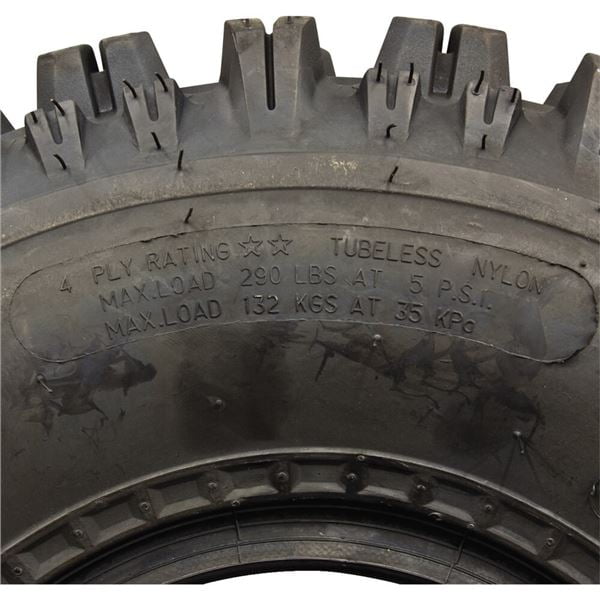 4 PLY RATING ☆☆ TUBELESS NYLON
MAX.LOAD 290 LBS AT 5 P.S.I.
MAX.LOAD 132 KGS AT 35 KPa